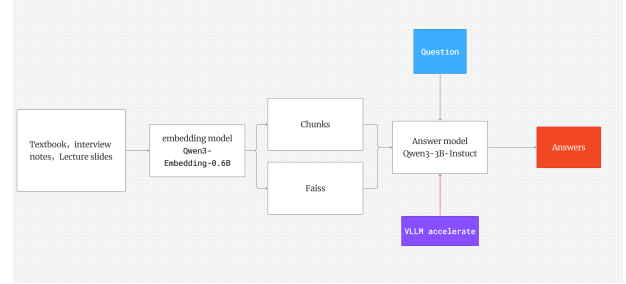 Question
Textbook, interview
notes, Lecture slides
embedding model
Qwen3-
Embedding-0.6B
Chunks
Faiss
Answer model
Qwen3-3B-Instuct
Answers
VLLM accelerate